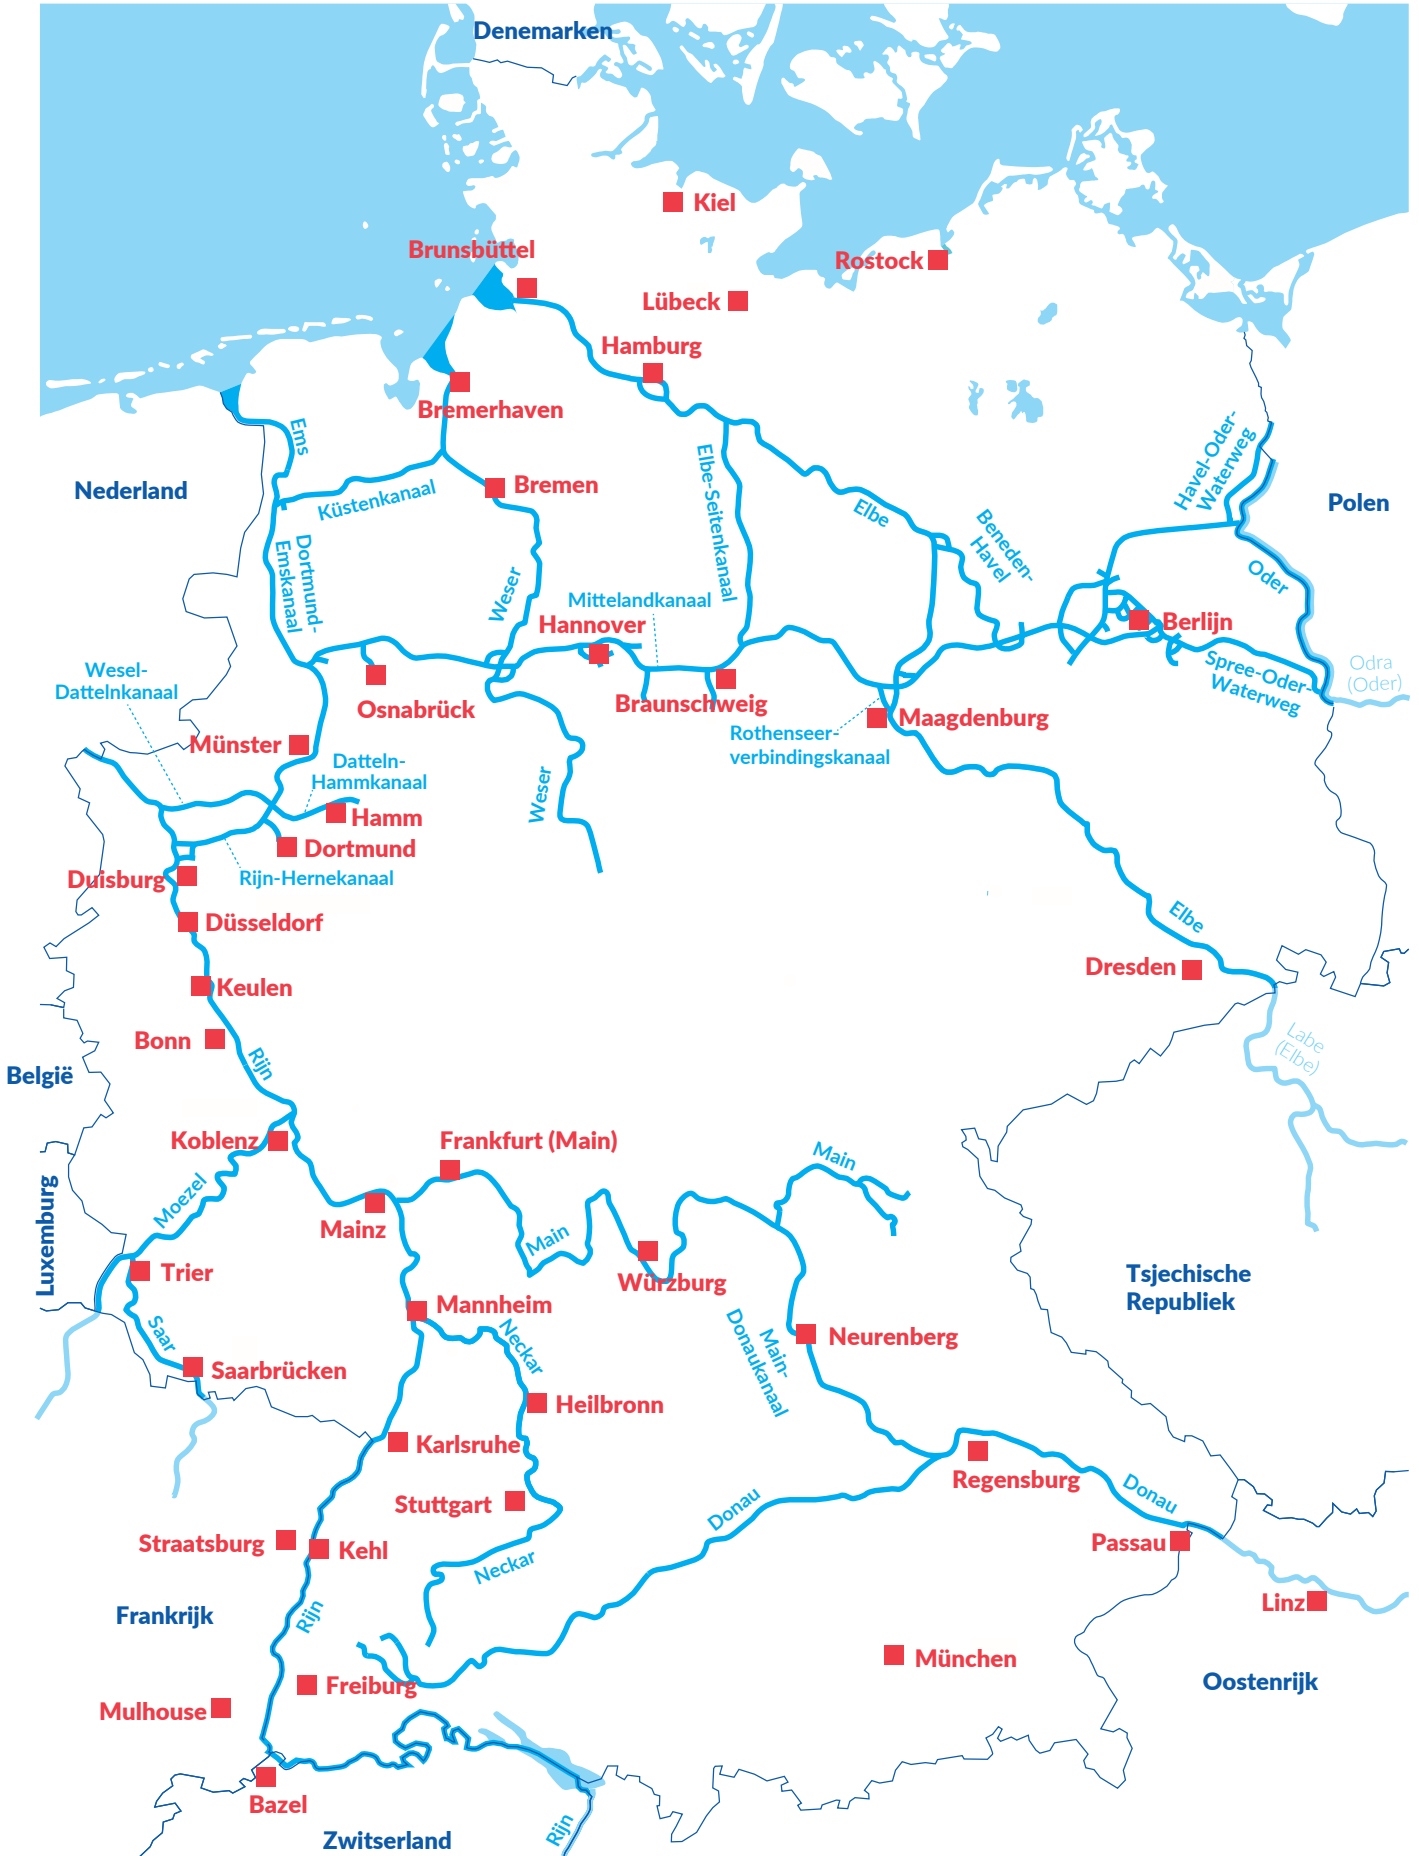 Denemarken
Kiel
Brunsbüttel
Rostock
Lübeck
Hamburg
Bremerhaven
Ems
Nederland
Küstenkanaal
Bremen
Elbe-Seitenkanaal
Elbe
Beneden-
Havel
Havel-Oder-
Waterweg
Polen
Oder
Dortmund-
Emskanaal
Weser
Mittelandkanaal
Hannover
Berlijn
Wesel-
Dattelnkanaal
Osnabrück
Braunschweig
Spree-Oder-
Waterweg
Odra
(Oder)
Münster
Maagdenburg
Rothenseer-
verbindingskanaal
Datteln-
Hammkanaal
Weser
Hamm
Dortmund
Duisburg
Rijn-Hernekanaal
Düsseldorf
Elbe
Dresden
Keulen
Bonn
Rijn
Labe
(Elbe)
België
Koblenz
Frankfurt (Main)
Main
Moezel
Luxemburg
Mainz
Main
Trier
Würzburg
Tsjechische
Republiek
Mannheim
Saar
Neckar
Main-
Donaukanaal
Neurenberg
Saarbrücken
Heilbronn
Karlsruhe
Regensburg
Stuttgart
Donau
Donau
Straatsburg
Kehl
Passau
Neckar
Linz
Frankrijk
Rijn
München
Oostenrijk
Freiburg
Mulhouse
Bazel
Zwitserland
Rijn